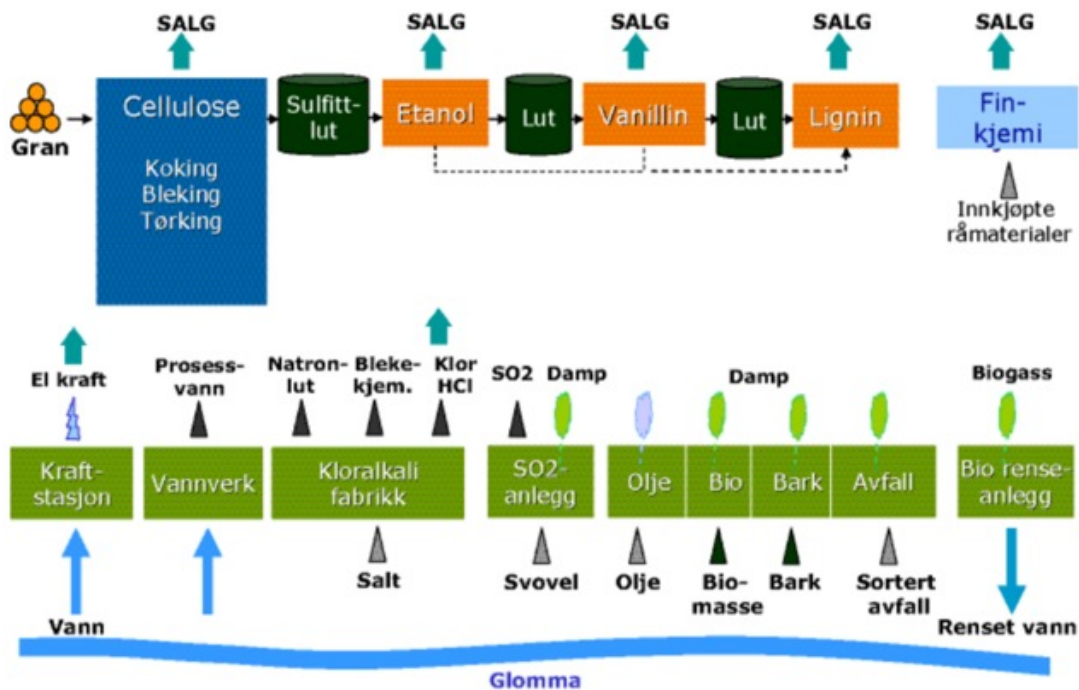 SALG
SALG
SALG
SALG
SALG
Gran
Cellulose
Koking
Bleking
Tørking
Sulfitt-
lut
Etanol
Lut
Vanillin
Lut
Lignin
Fin-
kjemi
Innkjøpte
råmaterialer
El kraft
Prosess-
vann
Natron-
lut
Bleke-
kjem.
Klor
HCl
SO2
Damp
Damp
Biogass
Kraft-
stasjon
Vannverk
Kloralkali
fabrikk
SO2-
anlegg
Olje
Bio
Bark
Avfall
Bio rense-
anlegg
Vann
Salt
Svovel
Olje
Bio-
masse
Bark
Sortert
avfall
Renset vann
Glomma